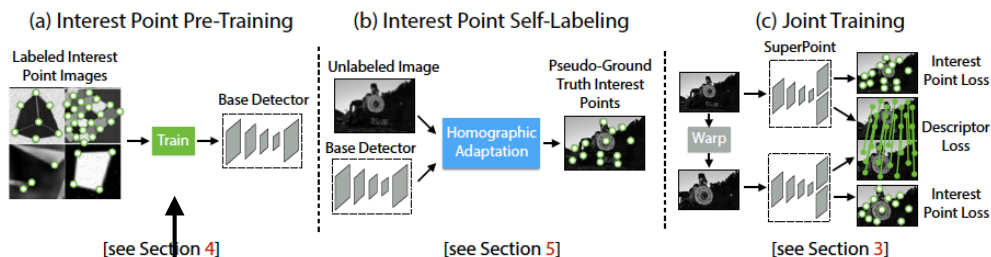 (a) Interest Point Pre-Training
Labeled Interest
Point Images
Train
Base Detector
[see Section 4]
(b) Interest Point Self-Labeling
Unlabeled Image
Base Detector
Homographic
Adaptation
Pseudo-Ground
Truth Interest
Points
[see Section 5]
(c) Joint Training
SuperPoint
Warp
Interest
Point Loss
Descriptor
Loss
Interest
Point Loss
[see Section 3]